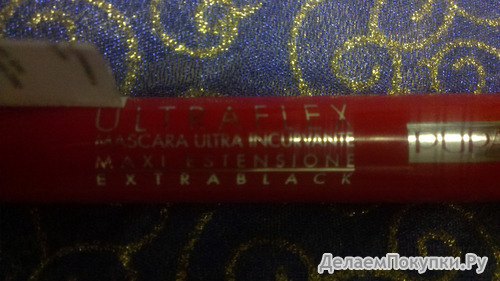 ULTRAFLEX
MASCARA ULTRA INCURVANTE
MAXI ESTENSIONE
EXTRABLACK
pupa
ДелаемПокупки.Ру